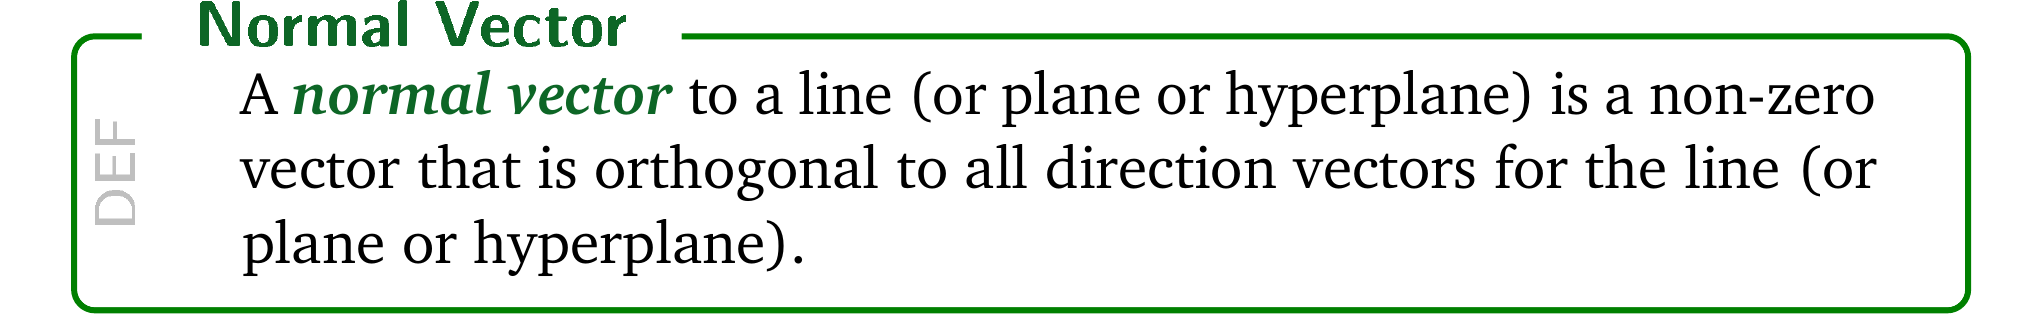 Normal Vector
DEF
A normal vector to a line (or plane or hyperplane) is a non-zero
vector that is orthogonal to all direction vectors for the line (or
plane or hyperplane).